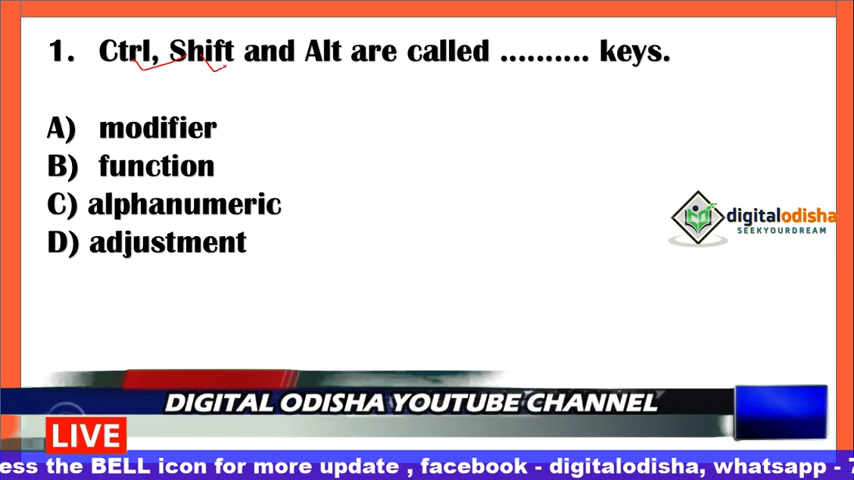 1. Ctrl, Shift and Alt are called .......... keys.
A) modifier
B) function
C) alphanumeric
D) adjustment
digitalodisha
SEEKYOURDREAM
DIGITAL ODISHA YOUTUBE CHANNEL
LIVE
ess the BELL icon for more update , facebook - digitalodisha, whatsapp - 7